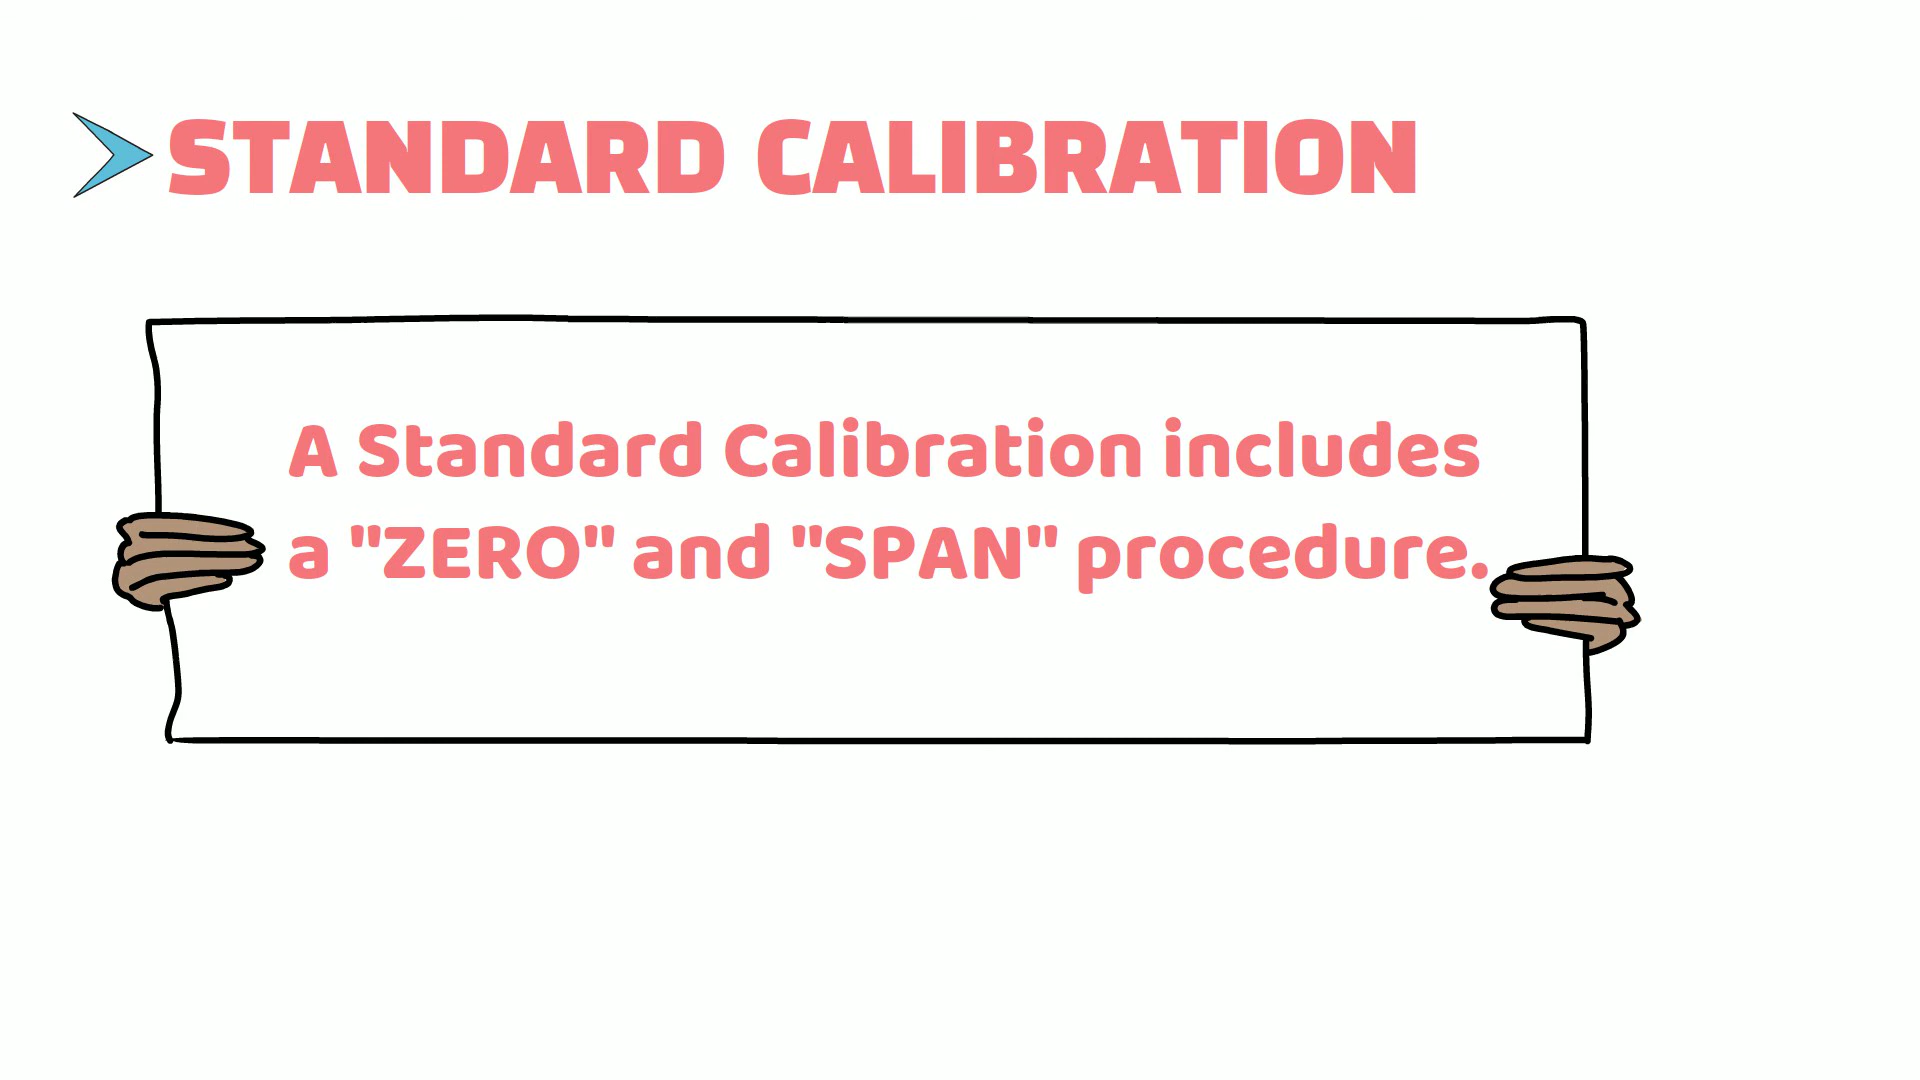 STANDARD CALIBRATION
A Standard Calibration includes
a "ZERO" and "SPAN" procedure.